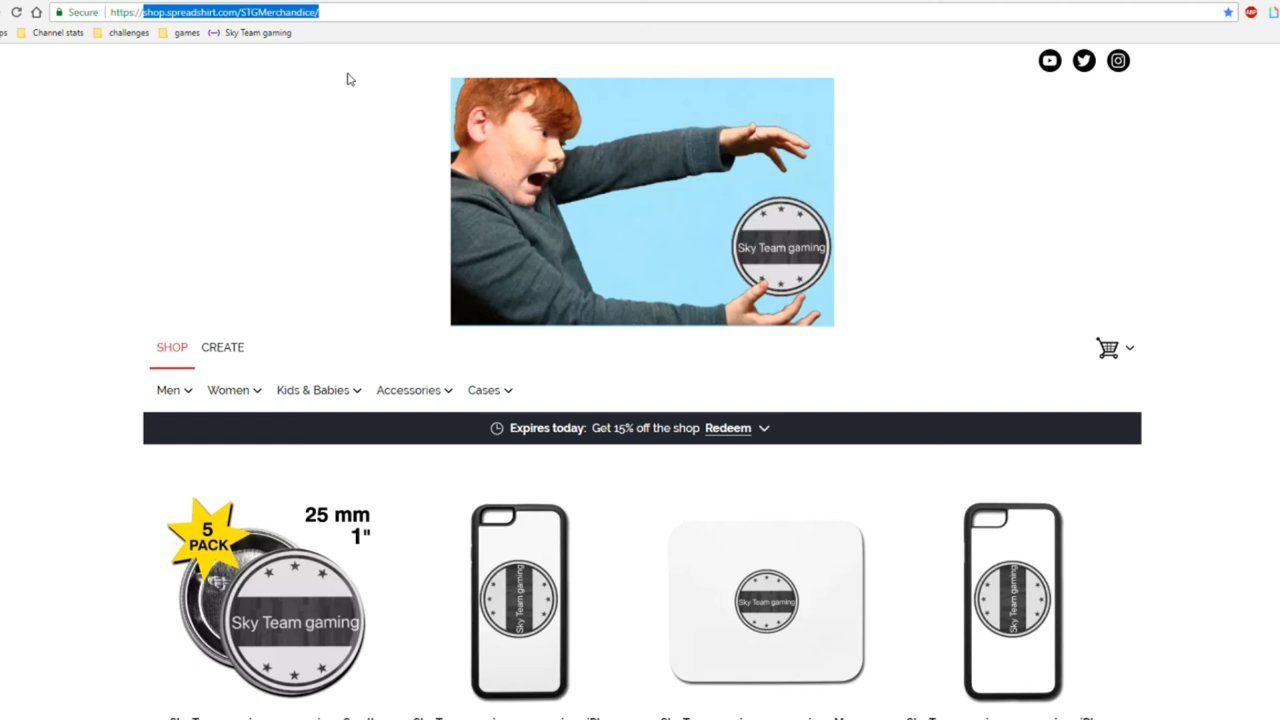 Secure https://shop.spreadshirt.com/STGMerchandice/
Channel stats challenges games Sky Team gaming
Sky Team gaming
SHOP CREATE
Men Women Kids & Babies Accessories Cases
Expires today: Get 15% off the shop Redeem
5 PACK
25 mm
1"
Sky Team gaming
Sky Team gaming
Sky Team gaming
Sky Team gaming